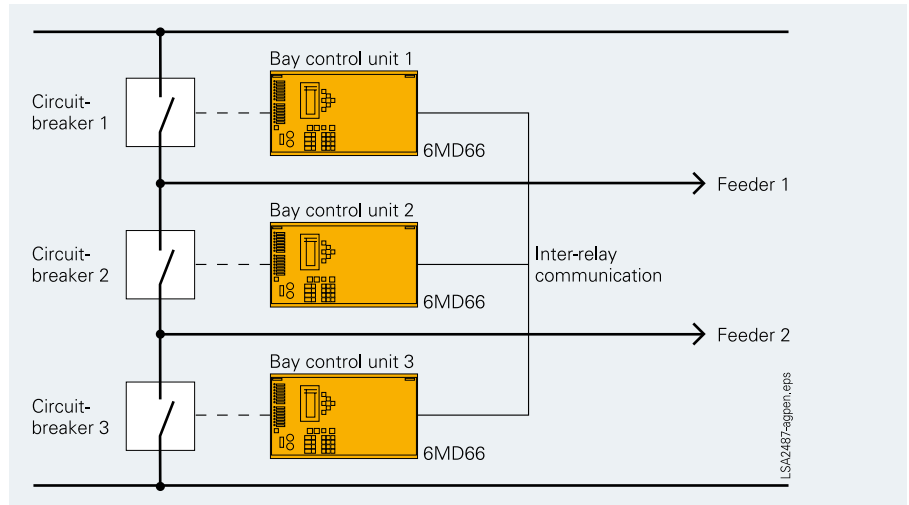 Bay control unit 1
Circuit-
breaker 1
6MD66
Feeder 1
Bay control unit 2
Circuit-
breaker 2
Inter-relay
communication
6MD66
Feeder 2
Bay control unit 3
Circuit-
breaker 3
6MD66
LSA2487-agpen.eps